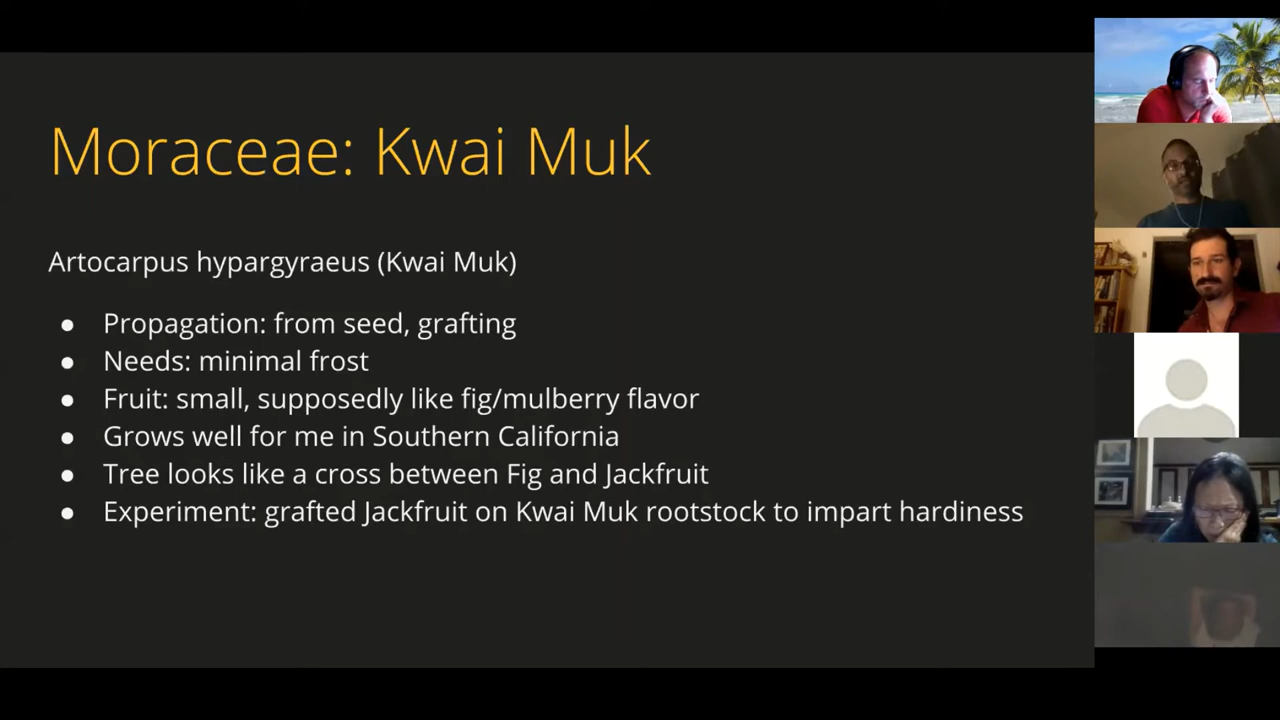 Moraceae: Kwai Muk
Artocarpus hypargyraeus (Kwai Muk)
● Propagation: from seed, grafting
● Needs: minimal frost
● Fruit: small, supposedly like fig/mulberry flavor
● Grows well for me in Southern California
● Tree looks like a cross between Fig and Jackfruit
● Experiment: grafted Jackfruit on Kwai Muk rootstock to impart hardiness